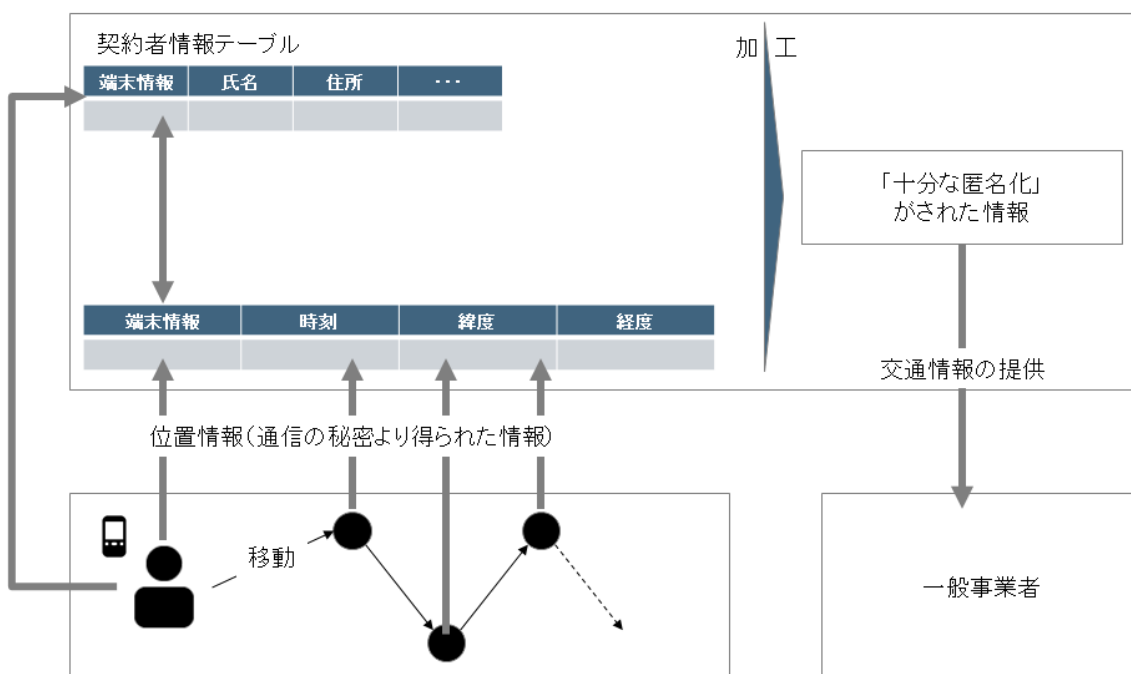 契約者情報テーブル
端末情報 氏名 住所 ・・・
加工
「十分な匿名化」
がされた情報
端末情報 時刻 緯度 経度
交通情報の提供
位置情報(通信の秘密より得られた情報)
移動
一般事業者